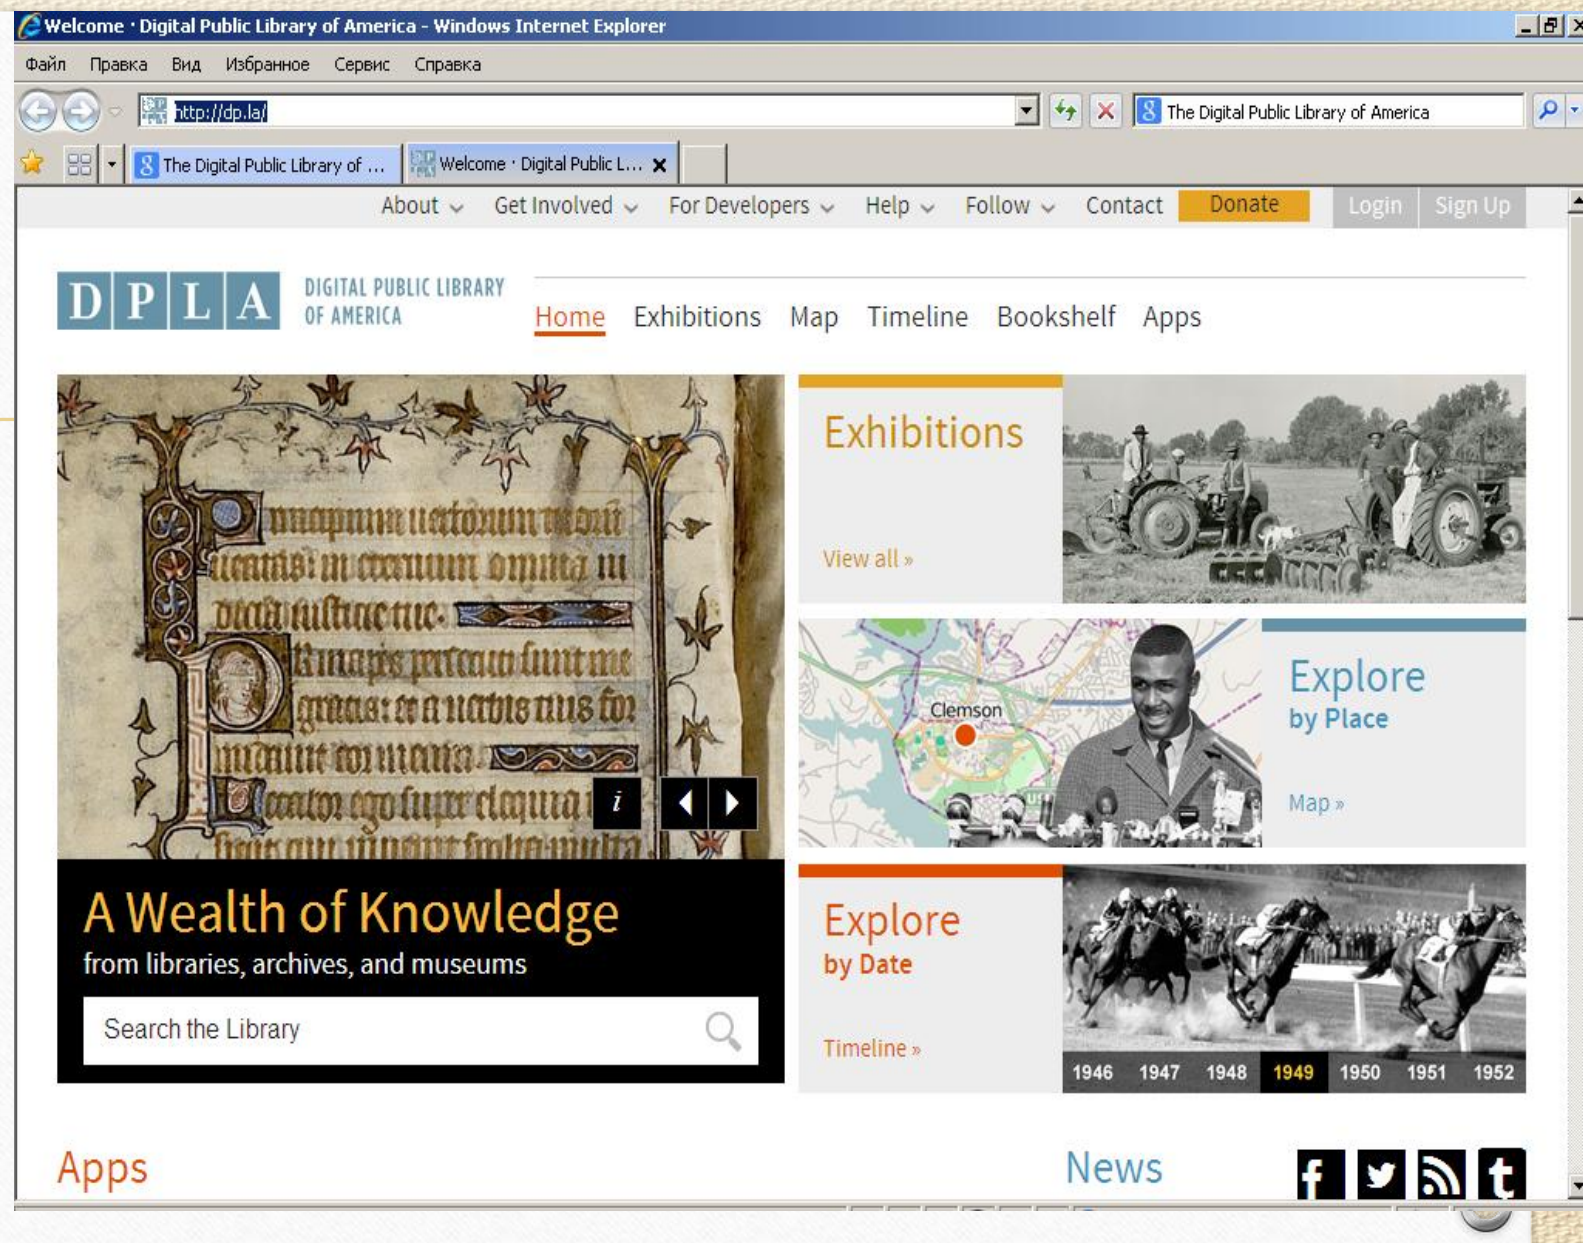 Welcome · Digital Public Library of America - Windows Internet Explorer
Файл Правка Вид Избранное Сервис Справка
http://dp.la/
The Digital Public Library of America
The Digital Public Library of ...
Welcome · Digital Public L...
About Get Involved For Developers Help Follow Contact Donate Login Sign Up
DPLA
DIGITAL PUBLIC LIBRARY
OF AMERICA
Home Exhibitions Map Timeline Bookshelf Apps
Exhibitions
View all »
Clemson
Explore
by Place
Map »
i
A Wealth of Knowledge
from libraries, archives, and museums
Search the Library
Explore
by Date
Timeline »
1946 1947 1948 1949 1950 1951 1952
Apps
News